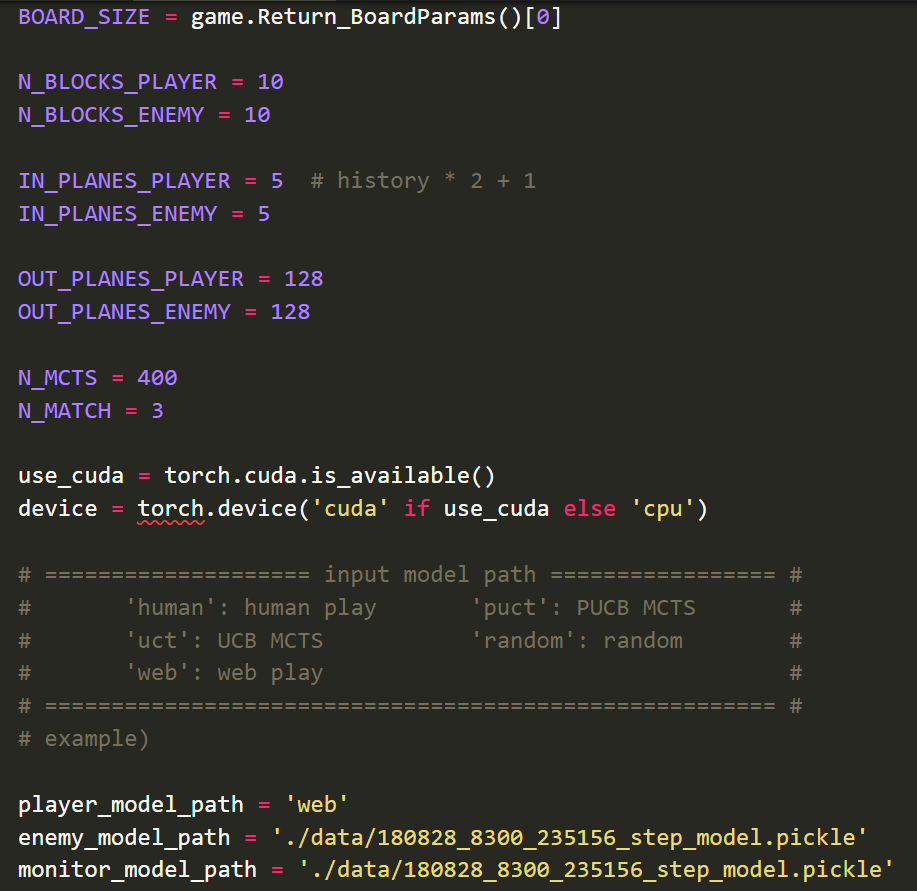 BOARD_SIZE = game.Return_BoardParams()[0]
N_BLOCKS_PLAYER = 10
N_BLOCKS_ENEMY = 10
IN_PLANES_PLAYER = 5  # history * 2 + 1
IN_PLANES_ENEMY = 5
OUT_PLANES_PLAYER = 128
OUT_PLANES_ENEMY = 128
N_MCTS = 400
N_MATCH = 3
use_cuda = torch.cuda.is_available()
device = torch.device('cuda' if use_cuda else 'cpu')
# ==================== input model path ================= #
#       'human': human play       'puct': PUCB MCTS       #
#       'uct': UCB MCTS           'random': random        #
#       'web': web play                                   #
# ======================================================= #
# example)
player_model_path = 'web'
enemy_model_path = './data/180828_8300_235156_step_model.pickle'
monitor_model_path = './data/180828_8300_235156_step_model.pickle'